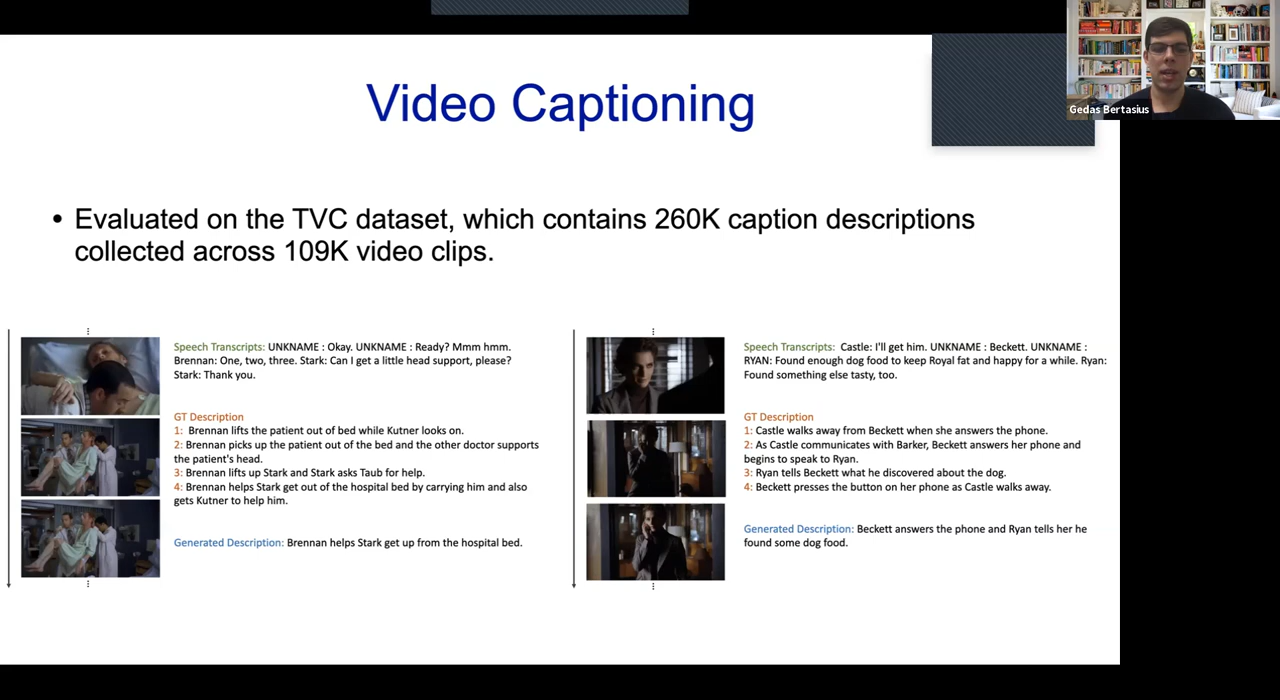 Video Captioning
Gedas Bertasius
• Evaluated on the TVC dataset, which contains 260K caption descriptions
collected across 109K video clips.
Speech Transcripts: UNKNAME : Okay. UNKNAME : Ready? Mmm hmm.
Brennan: One, two, three. Stark: Can I get a little head support, please?
Stark: Thank you.
GT Description
1: Brennan lifts the patient out of bed while Kutner looks on.
2: Brennan picks up the patient out of the bed and the other doctor supports
the patient's head.
3: Brennan lifts up Stark and Stark asks Taub for help.
4: Brennan helps Stark get out of the hospital bed by carrying him and also
gets Kutner to help him.
Generated Description: Brennan helps Stark get up from the hospital bed.
Speech Transcripts: Castle: I'll get him. UNKNAME : Beckett. UNKNAME :
RYAN: Found enough dog food to keep Royal fat and happy for a while. Ryan:
Found something else tasty, too.
GT Description
1: Castle walks away from Beckett when she answers the phone.
2: As Castle communicates with Barker, Beckett answers her phone and
begins to speak to Ryan.
3: Ryan tells Beckett what he discovered about the dog.
4: Beckett presses the button on her phone as Castle walks away.
Generated Description: Beckett answers the phone and Ryan tells her he
found some dog food.